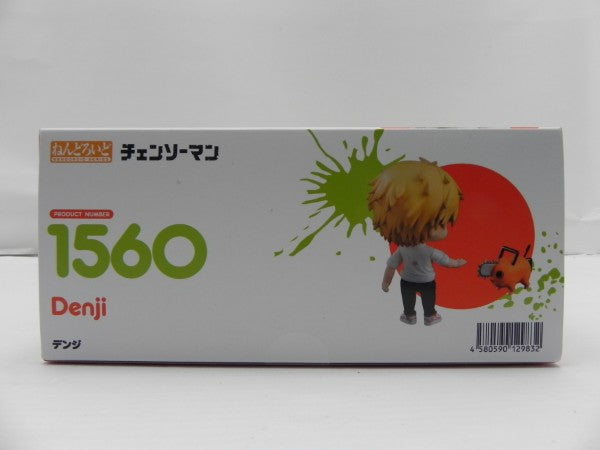 ねんどろいど
NENDOROID SERIES
チェンソーマン
PRODUCT NUMBER
1560
Denji
デンジ
4 580590 129832